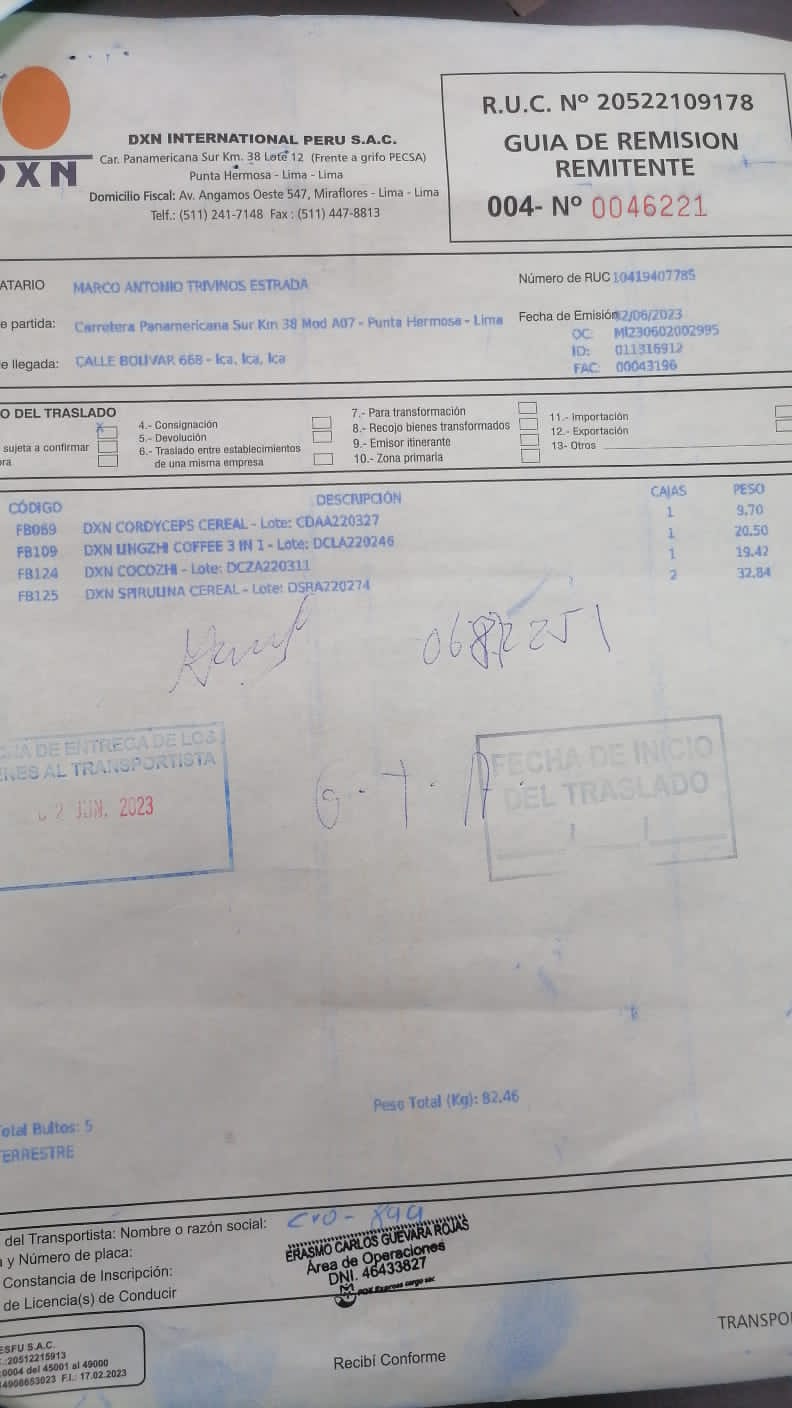 DXN
DXN INTERNATIONAL PERU S.A.C.
Car. Panamericana Sur Km. 38 Lote 12 (Frente a grifo PECSA)
Punta Hermosa - Lima - Lima
Domicilio Fiscal: Av. Angamos Oeste 547, Miraflores - Lima - Lima
Telf.: (511) 241-7148 Fax : (511) 447-8813
R.U.C. Nº 20522109178
GUIA DE REMISION
REMITENTE
004- Nº 0046221
ATARIO MARCO ANTONIO TRIVINOS ESTRADA
Número de RUC 10419407785
e partida: Carretera Panamericana Sur Km 38 Mod A07 - Punta Hermosa - Lima
Fecha de Emisión 02/06/2023
OC: MI230602002995
e llegada: CALLE BOLIVAR 668 - Ica, Ica, Ica
ID: 011316912
FAC: 00043196
O DEL TRASLADO
X
sujeta a confirmar
ora
4.- Consignación
5.- Devolución
6.- Traslado entre establecimientos
de una misma empresa
7.- Para transformación
8.- Recojo bienes transformados
9.- Emisor itinerante
10.- Zona primaria
11.- Importación
12.- Exportación
13- Otros
CÓDIGO DESCRIPCIÓN CAJAS PESO
FB069 DXN CORDYCEPS CEREAL - Lote: CDAA220327 1 9.70
FB109 DXN LINGZHI COFFEE 3 IN 1 - Lote: DCLA220246 1 20.50
FB124 DXN COCOZHI - Lote: DCZA220311 1 19.42
FB125 DXN SPIRULINA CEREAL - Lote: DSRA220274 2 32.84
CHA DE ENTREGA DE LOS
ENES AL TRANSPORTISTA
02 JUN. 2023
FECHA DE INICIO
DEL TRASLADO
Peso Total (Kg): 82.46
otal Bultos: 5
TERRESTRE
del Transportista: Nombre o razón social:
a y Número de placa:
Constancia de Inscripción:
de Licencia(s) de Conducir
ERASMO CARLOS GUEVARA ROJAS
Área de Operaciones
DNI. 46433827
ESFU S.A.C.
.:20512215913
0004 del 45001 al 49000
14908653023 F.I.: 17.02.2023
Recibí Conforme
TRANSPO